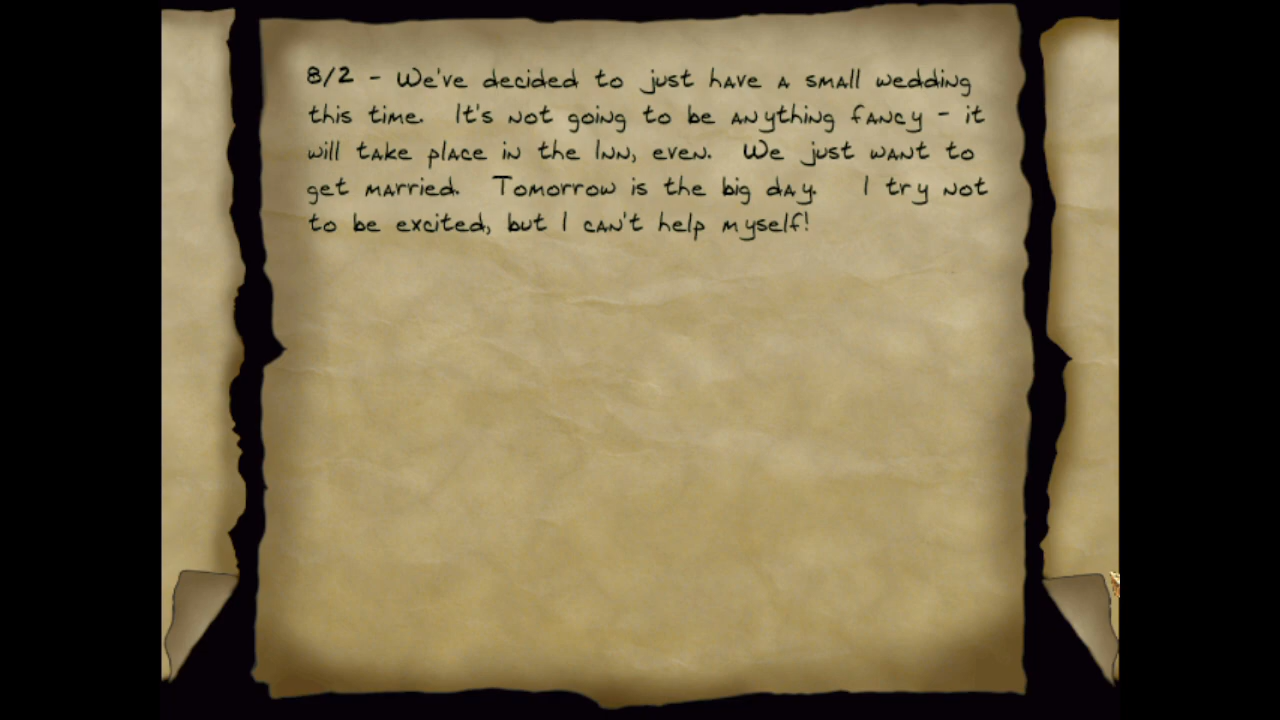 8/2 - We've decided to just have a small wedding
this time. It's not going to be anything fancy - it
will take place in the Inn, even. We just want to
get married. Tomorrow is the big day. I try not
to be excited, but I can't help myself!